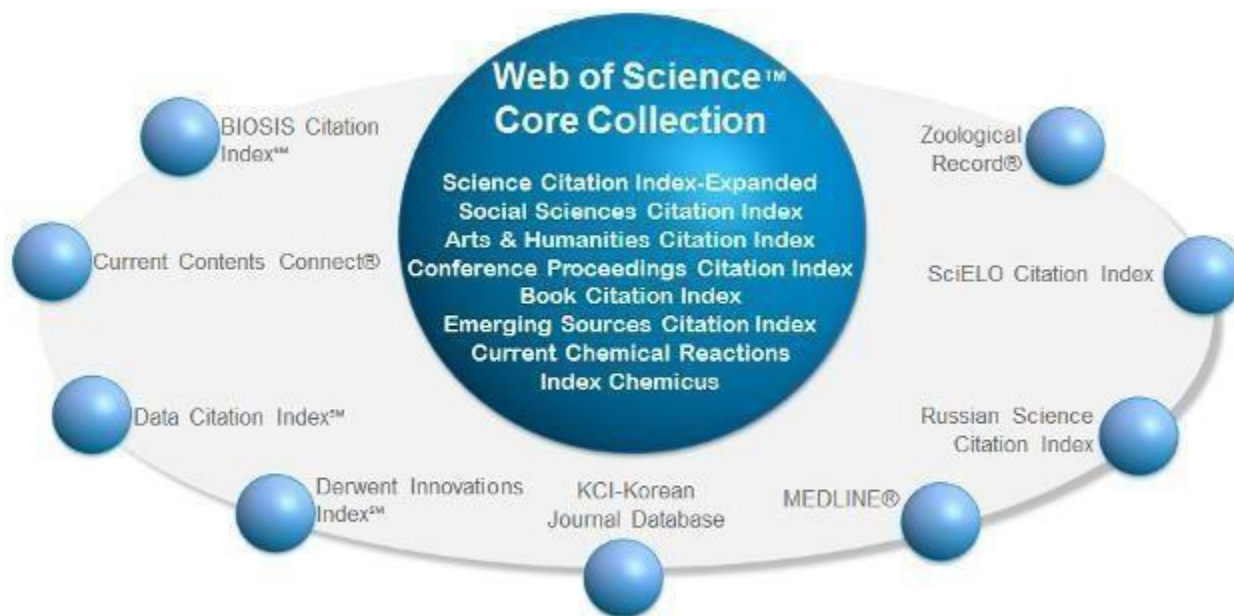 Web of Science™
Core Collection
Science Citation Index-Expanded
Social Sciences Citation Index
Arts & Humanities Citation Index
Conference Proceedings Citation Index
Book Citation Index
Emerging Sources Citation Index
Current Chemical Reactions
Index Chemicus
BIOSIS Citation
Index℠
Current Contents Connect®
Data Citation Index℠
Derwent Innovations
Index℠
KCI-Korean
Journal Database
MEDLINE®
Russian Science
Citation Index
SciELO Citation Index
Zoological
Record®